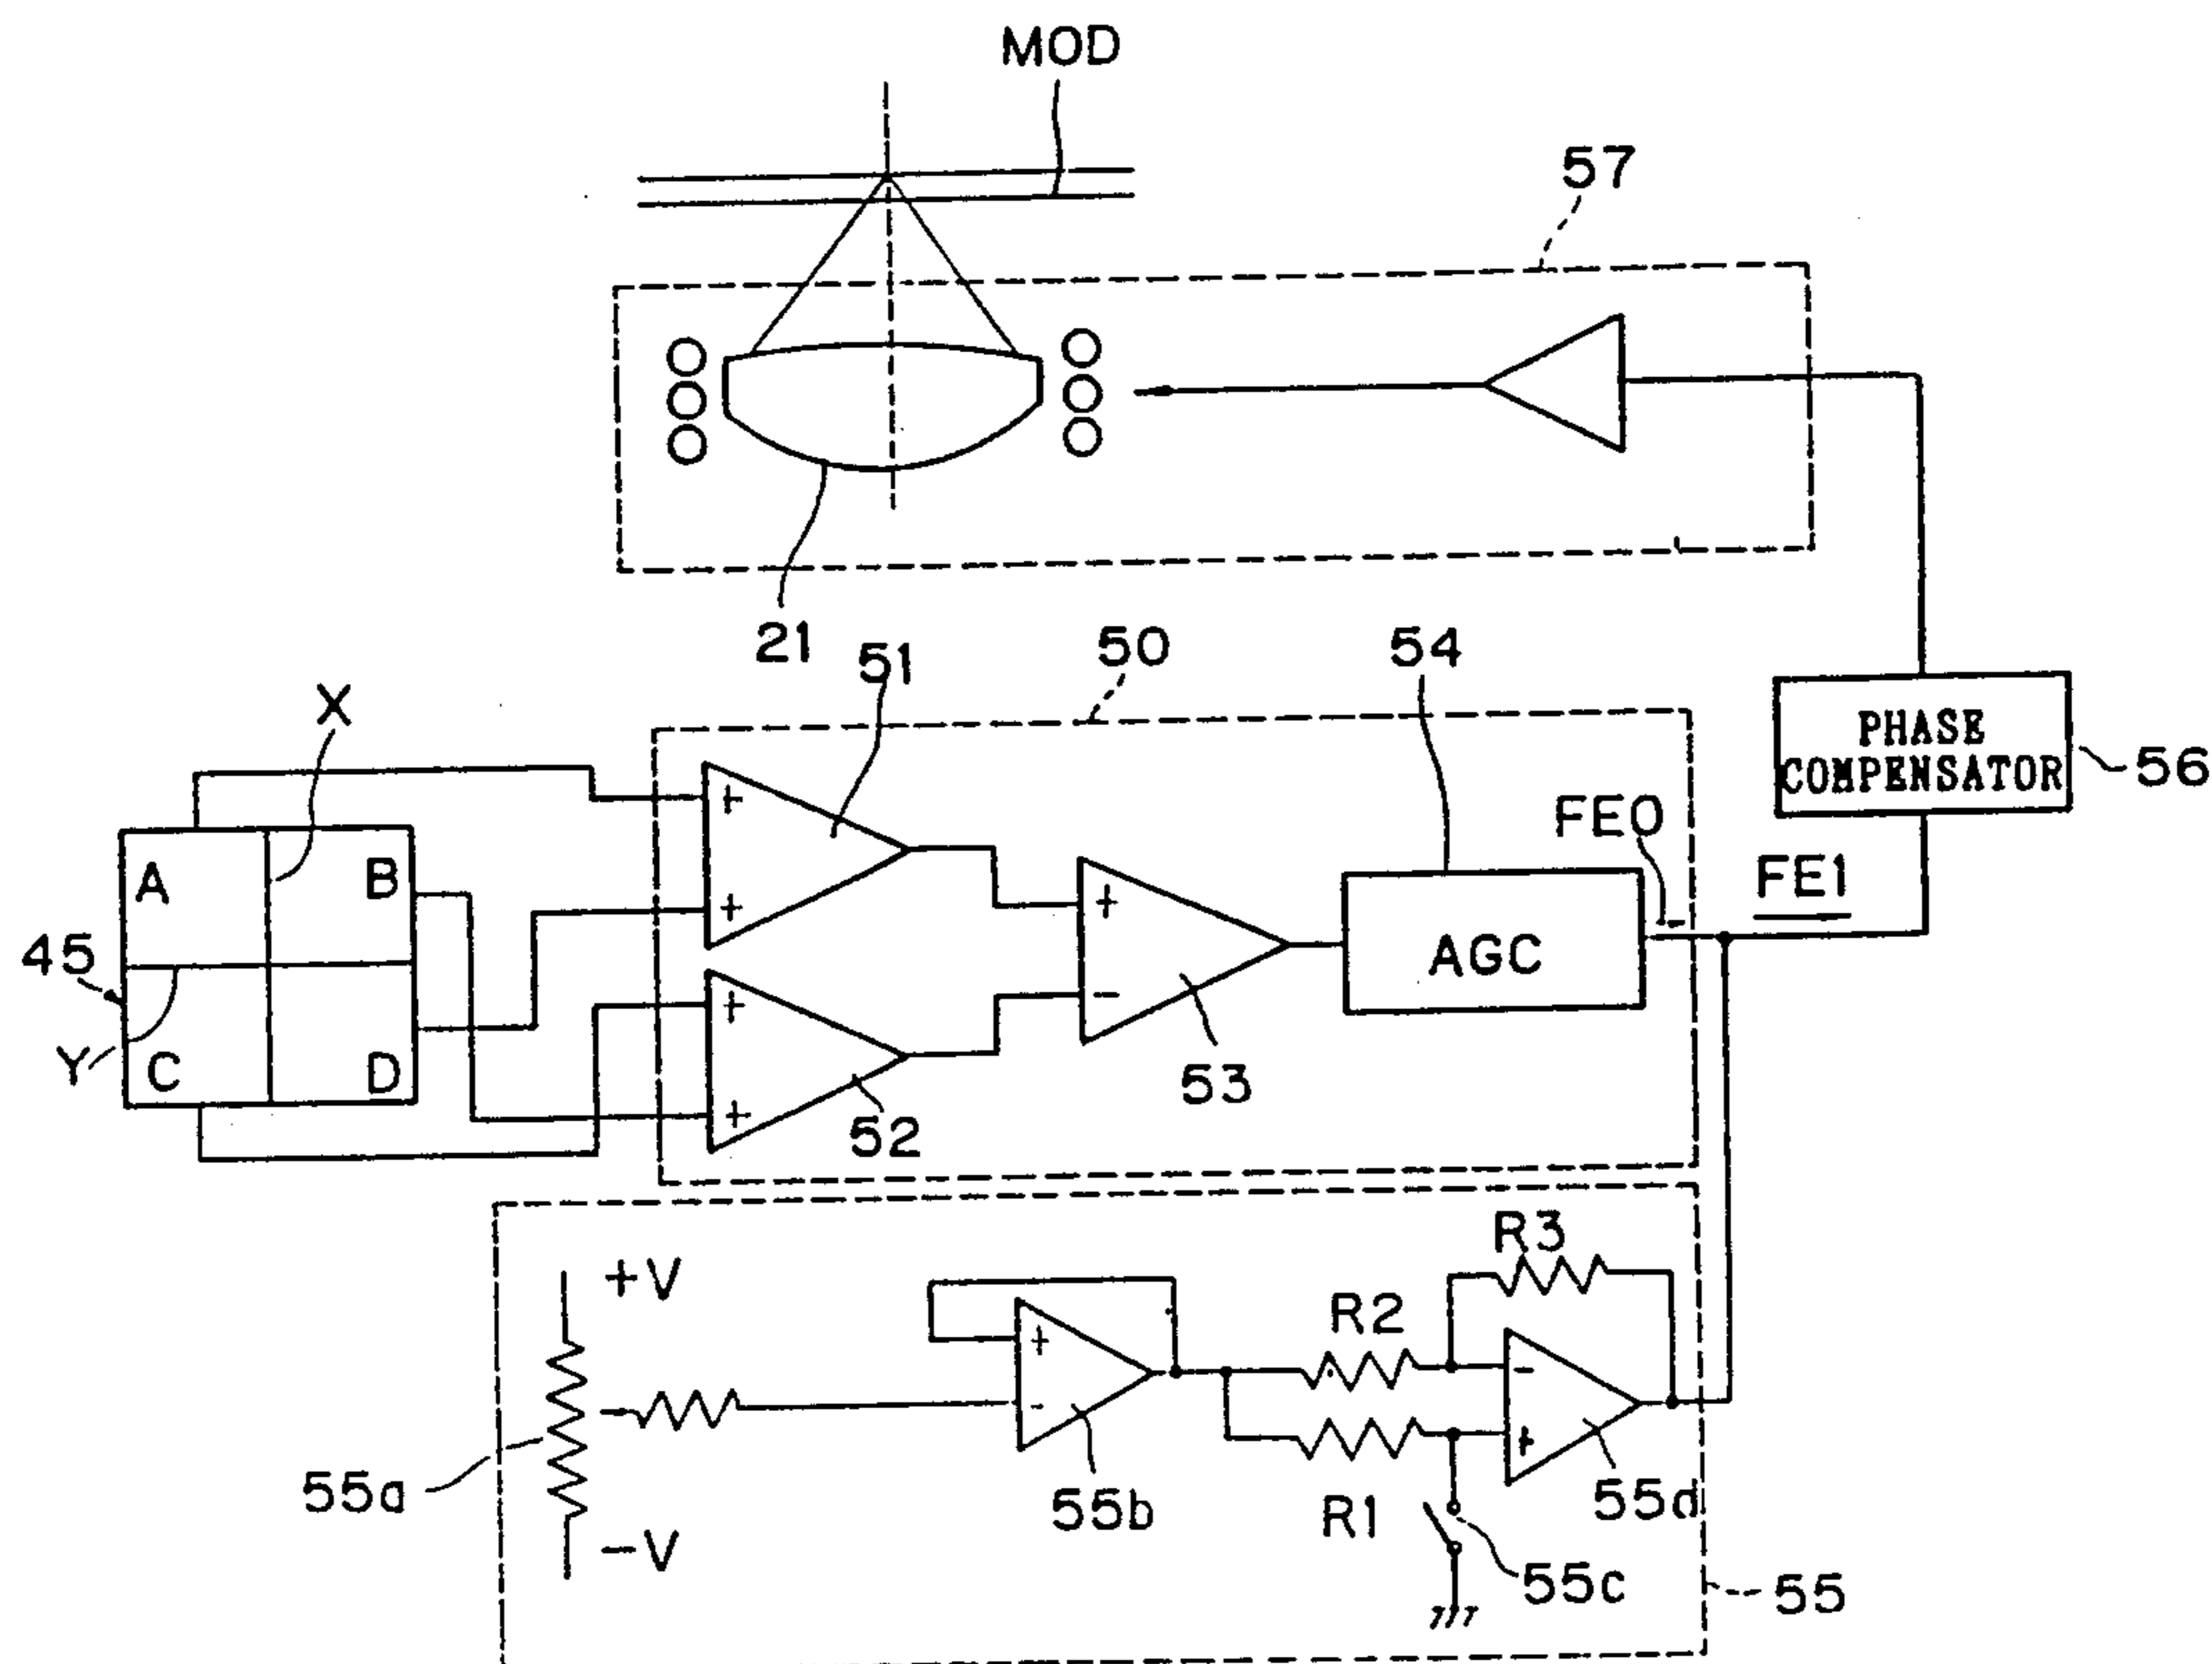 MOD
57
21
51
50
54
X
PHASE
COMPENSATOR
56
+
+
A
B
FE0
FE1
+
+
AGC
45
-
+
Y
C
D
53
+
52
R3
+V
R2
+
-
-
+
55a
55b
R1
55d
-V
55c
55